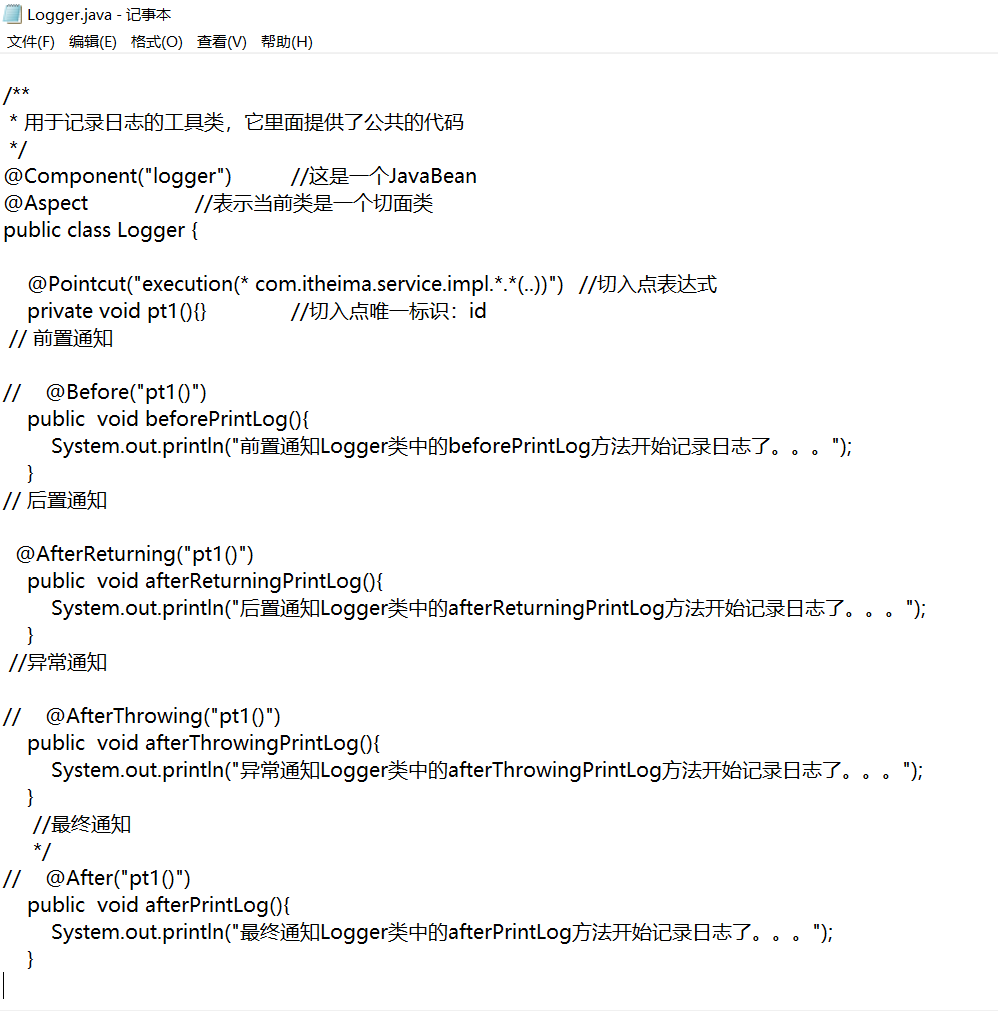 Logger.java - 记事本
文件(F) 编辑(E) 格式(O) 查看(V) 帮助(H)
/**
 * 用于记录日志的工具类，它里面提供了公共的代码
 */
@Component("logger")          //这是一个JavaBean
@Aspect                  //表示当前类是一个切面类
public class Logger {
    @Pointcut("execution(* com.itheima.service.impl.*.*(..))")  //切入点表达式
    private void pt1(){}              //切入点唯一标识：id
 // 前置通知
//    @Before("pt1()")
    public  void beforePrintLog(){
        System.out.println("前置通知Logger类中的beforePrintLog方法开始记录日志了。。。");
    }
// 后置通知
  @AfterReturning("pt1()")
    public  void afterReturningPrintLog(){
        System.out.println("后置通知Logger类中的afterReturningPrintLog方法开始记录日志了。。。");
    }
 //异常通知
//    @AfterThrowing("pt1()")
    public  void afterThrowingPrintLog(){
        System.out.println("异常通知Logger类中的afterThrowingPrintLog方法开始记录日志了。。。");
    }
     //最终通知
     */
//    @After("pt1()")
    public  void afterPrintLog(){
        System.out.println("最终通知Logger类中的afterPrintLog方法开始记录日志了。。。");
    }